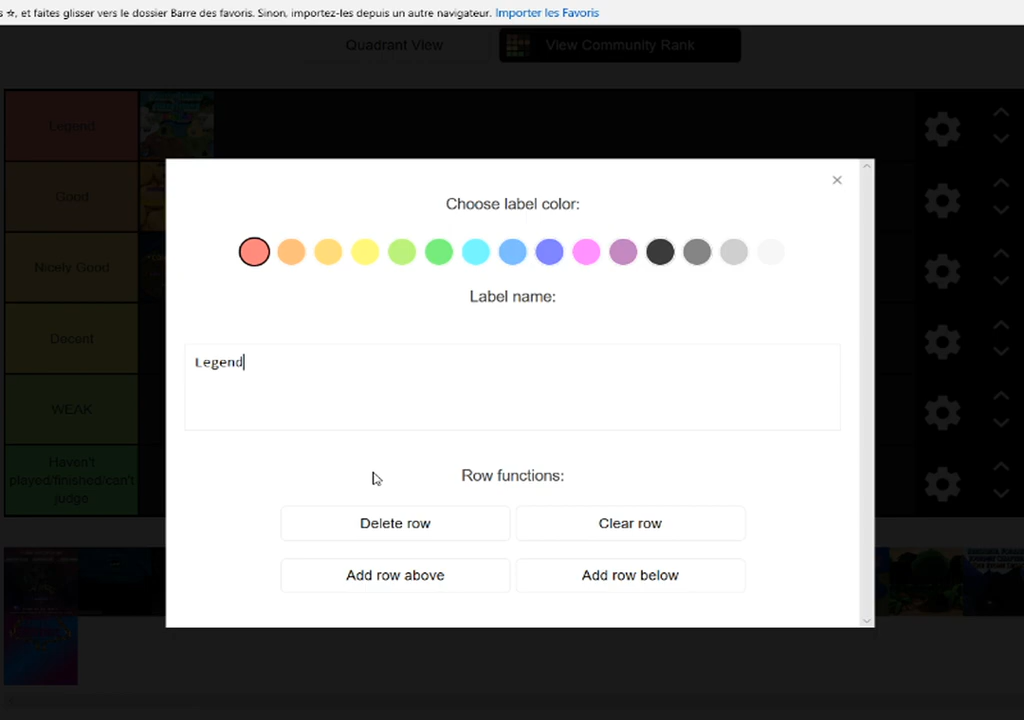 , et faites glisser vers le dossier Barre des favoris. Sinon, importez-les depuis un autre navigateur. Importer les Favoris
Quadrant View
View Community Rank
Legend
Good
Nicely Good
Decent
WEAK
Haven't
played/finished/can't
judge
Choose label color:
Label name:
Legend
Row functions:
Delete row
Clear row
Add row above
Add row below